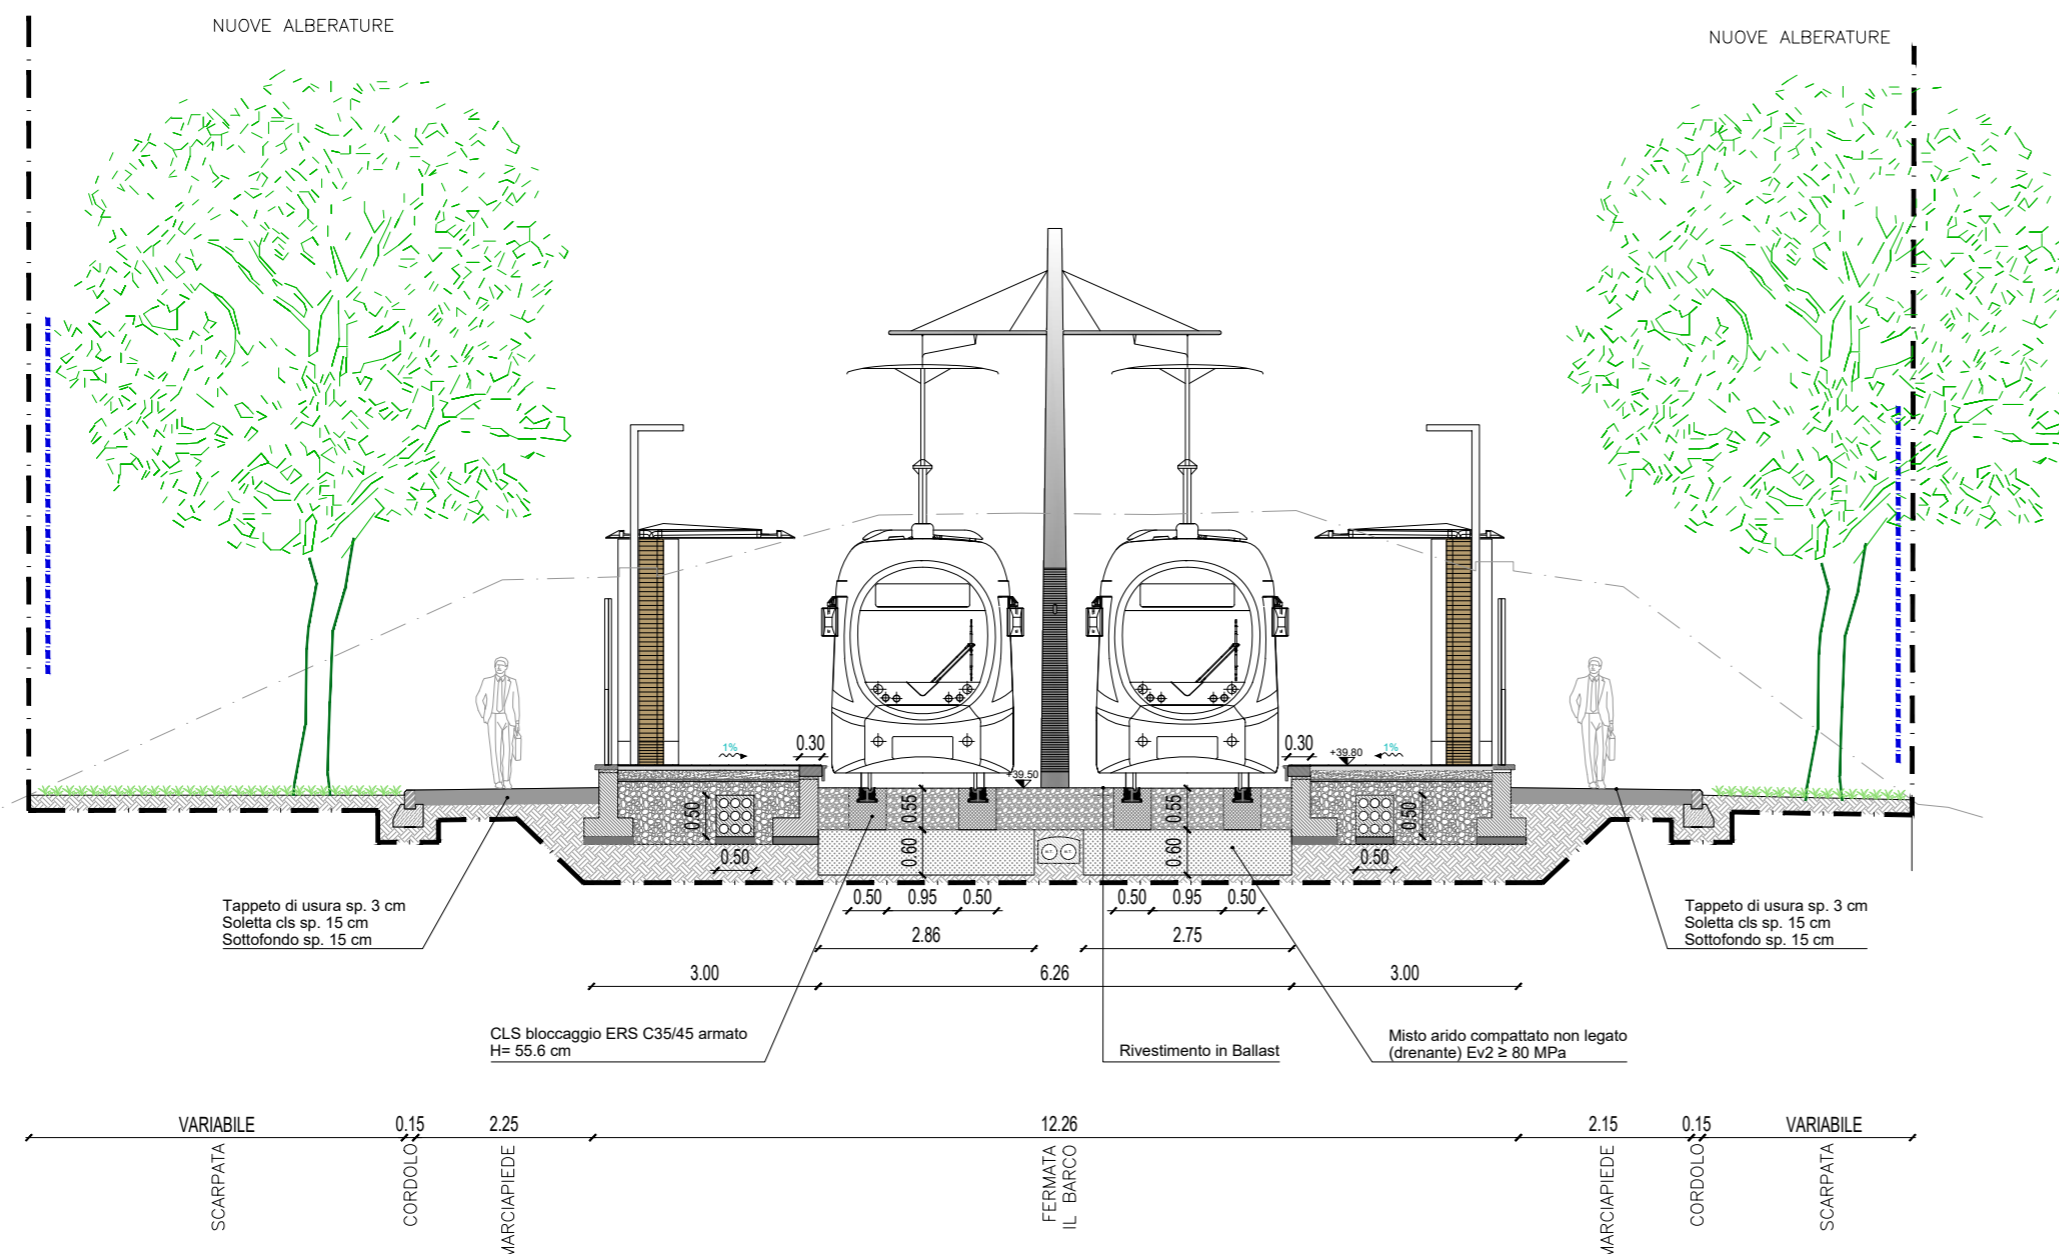 NUOVE ALBERATURE
NUOVE ALBERATURE
1%
0.30
+39.50
0.30
+39.80
1%
0.50
0.55
0.55
0.50
0.50
0.60
0.60
0.50
0.50
0.95
0.50
0.50
0.95
0.50
2.86
2.75
3.00
6.26
3.00
Tappeto di usura sp. 3 cm
Soletta cls sp. 15 cm
Sottofondo sp. 15 cm
Tappeto di usura sp. 3 cm
Soletta cls sp. 15 cm
Sottofondo sp. 15 cm
CLS bloccaggio ERS C35/45 armato
H= 55.6 cm
Rivestimento in Ballast
Misto arido compattato non legato
(drenante) Ev2 ≥ 80 MPa
VARIABILE
0.15
2.25
12.26
2.15
0.15
VARIABILE
SCARPATA
CORDOLO
MARCIAPIEDE
FERMATA
IL BARCO
MARCIAPIEDE
CORDOLO
SCARPATA